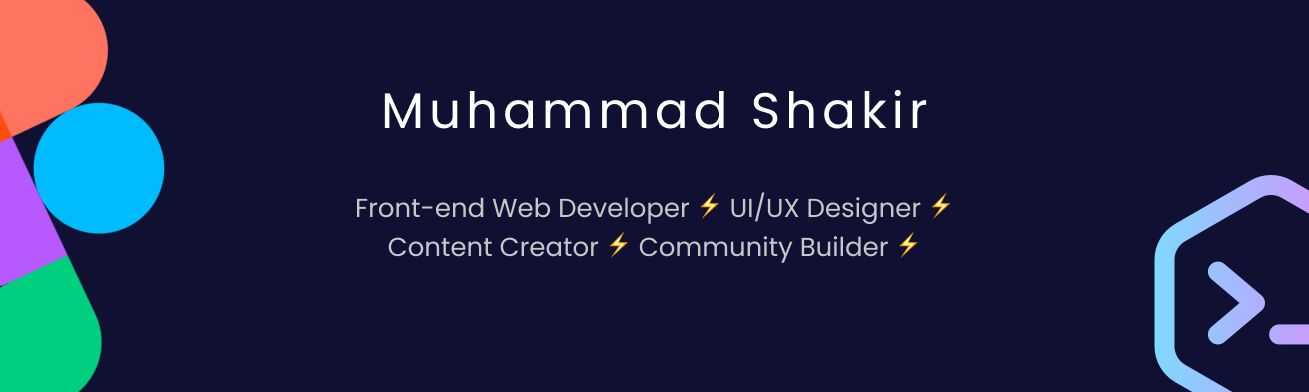 Muhammad Shakir
Front-end Web Developer ⚡ UI/UX Designer ⚡
Content Creator ⚡ Community Builder ⚡